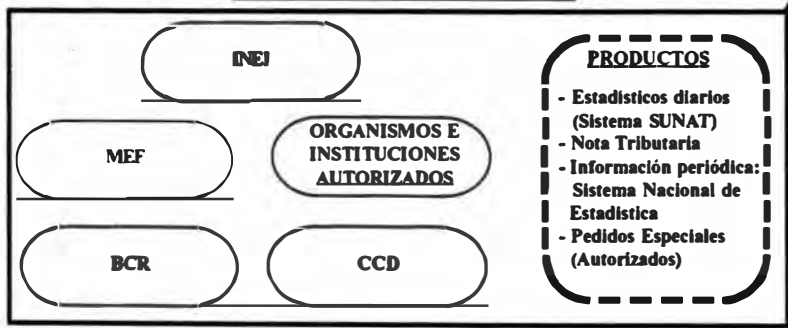 INEI
MEF
ORGANISMOS E
INSTITUCIONES
AUTORIZADOS
BCR
CCD
PRODUCTOS
- Estadísticos diarios
(Sistema SUNAT)
- Nota Tributaria
- Información periódica:
Sistema Nacional de
Estadística
- Pedidos Especiales
(Autorizados)